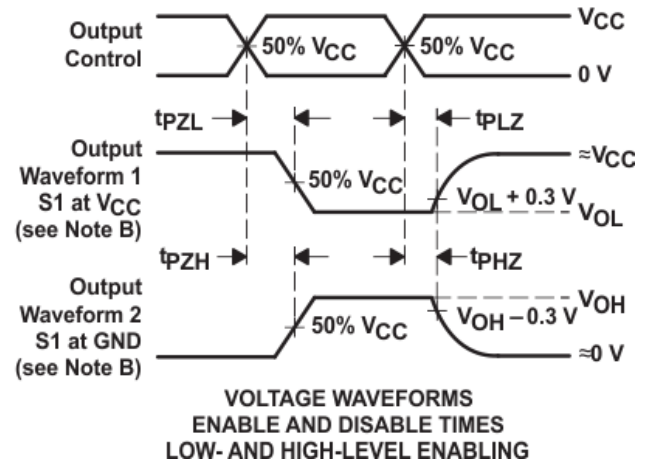 Output
Control
50% VCC
50% VCC
VCC
0 V
tPZL
tPLZ
Output
Waveform 1
S1 at VCC
(see Note B)
50% VCC
≈VCC
VOL + 0.3 V
VOL
tPZH
tPHZ
Output
Waveform 2
S1 at GND
(see Note B)
50% VCC
VOH
VOH − 0.3 V
≈0 V
VOLTAGE WAVEFORMS
ENABLE AND DISABLE TIMES
LOW- AND HIGH-LEVEL ENABLING